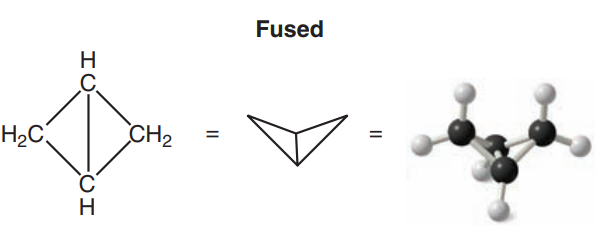 Fused
H
C
H₂C CH₂ = =
C
H